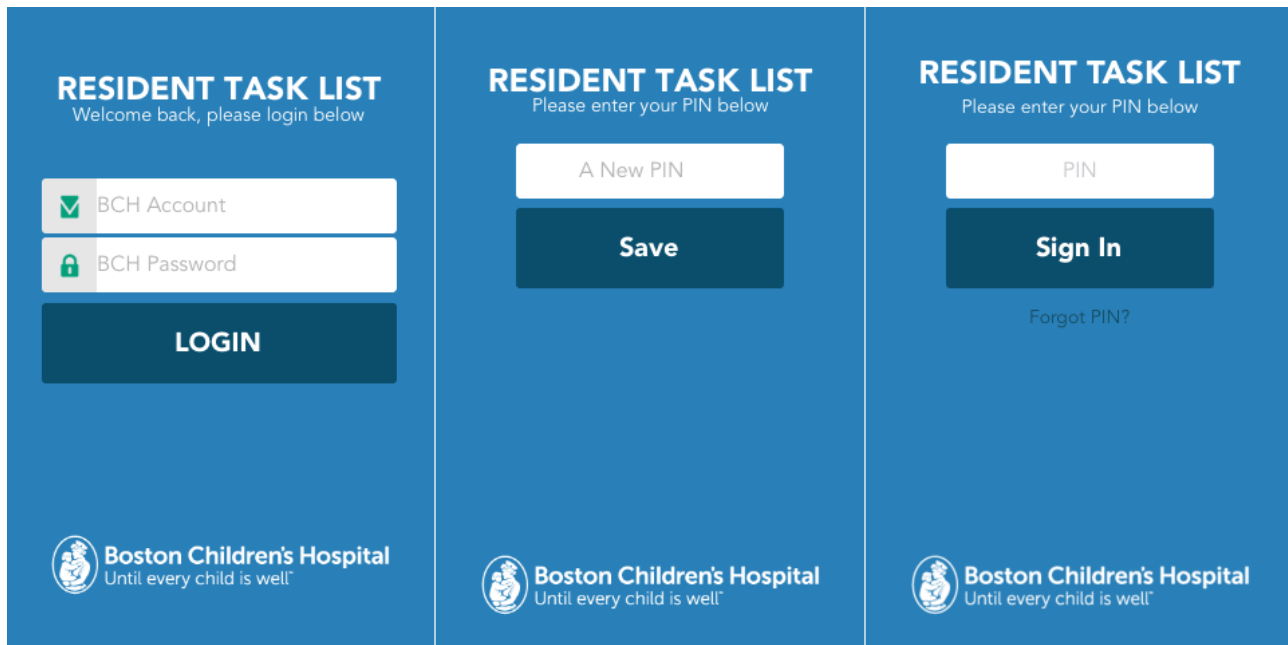 RESIDENT TASK LIST
Welcome back, please login below
BCH Account
BCH Password
LOGIN
Boston Children's Hospital
Until every child is well™
RESIDENT TASK LIST
Please enter your PIN below
A New PIN
Save
Boston Children's Hospital
Until every child is well™
RESIDENT TASK LIST
Please enter your PIN below
PIN
Sign In
Forgot PIN?
Boston Children's Hospital
Until every child is well™